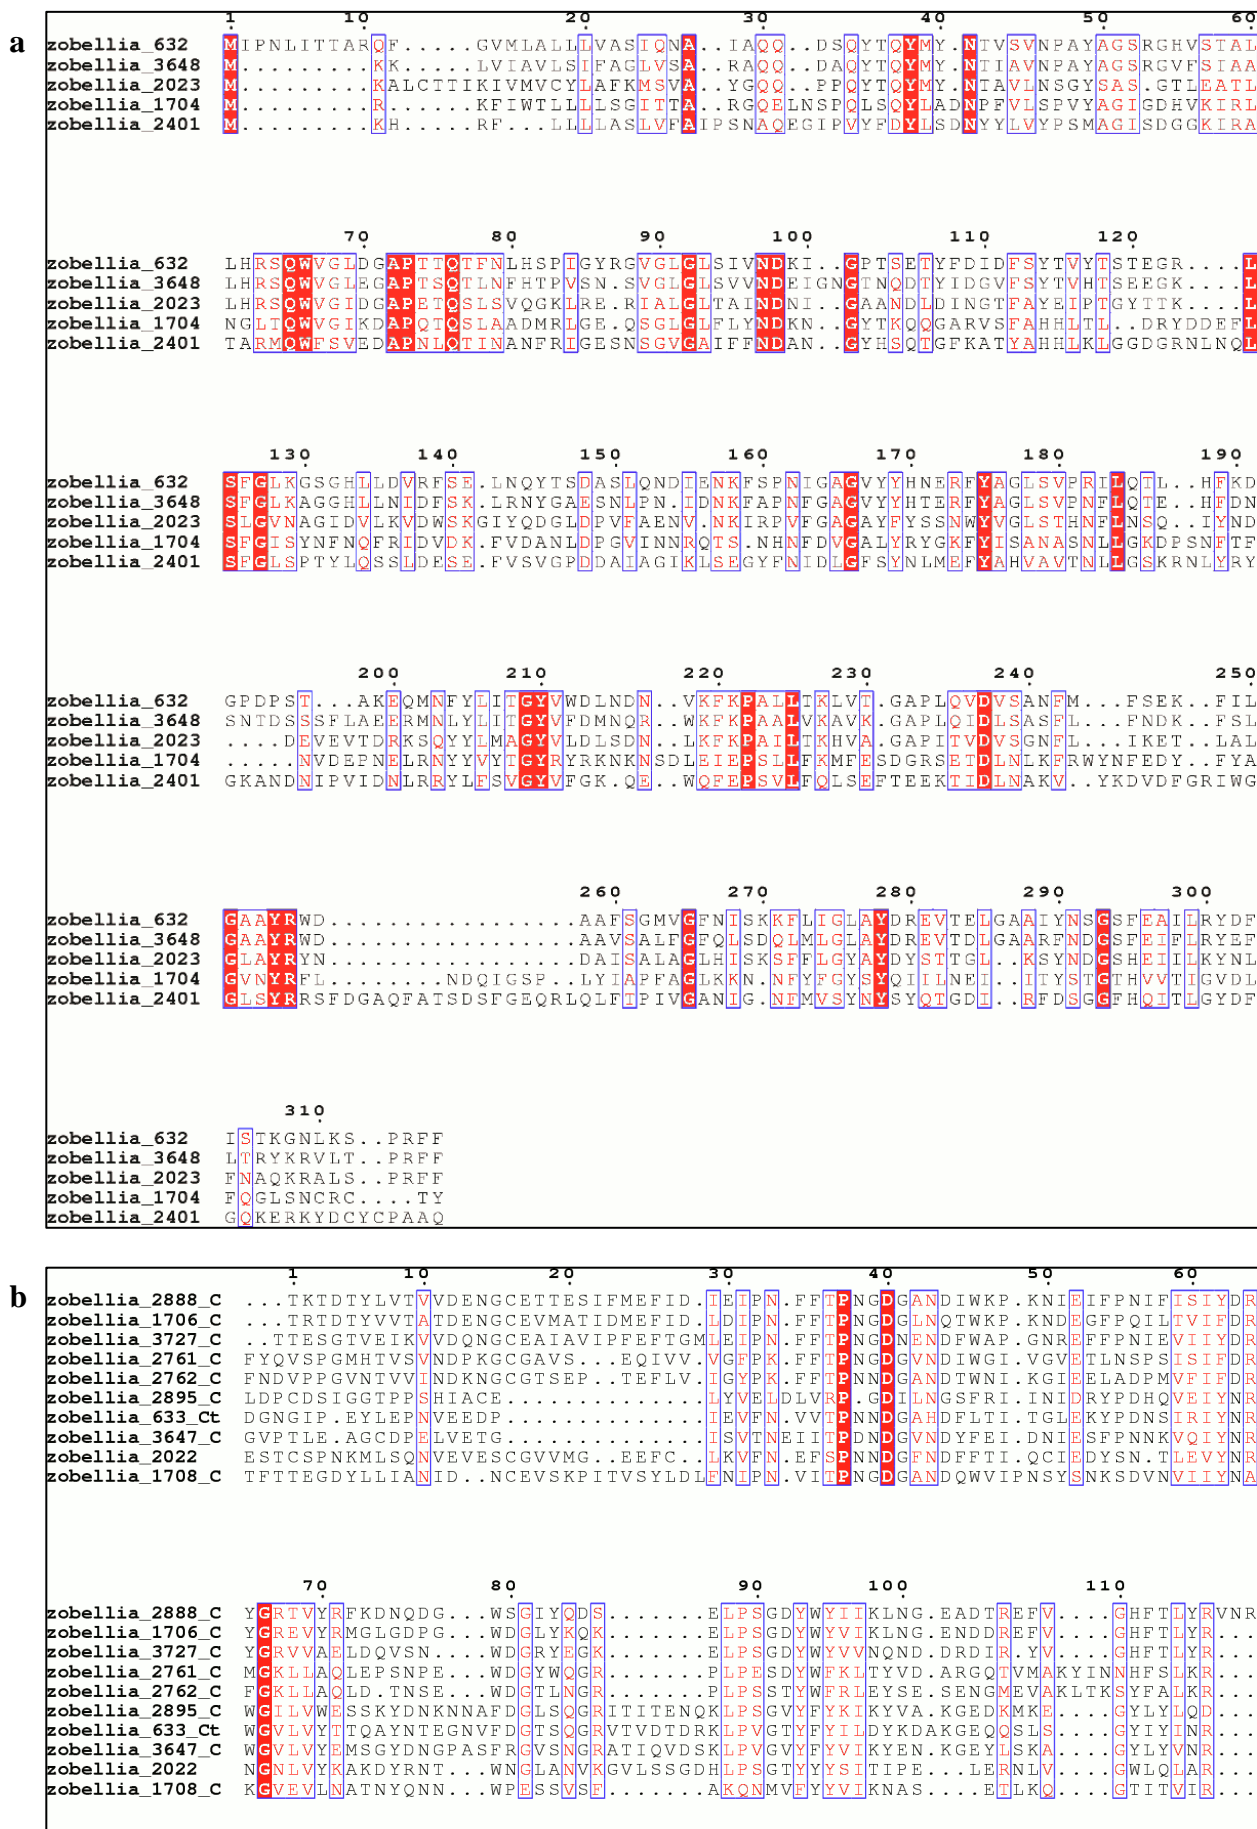 1 10 20 30 40 50 60
a
zobellia_632 MIPNLITTARQF.....GVMLALLLVASIQNA..IAQQ..DSQYTQYMY.NTVSVNPAYAGSRGHVSTAL
zobellia_3648 M.........KK.....LVIAVLSIFAGLVSA..RAQQ..DAQYTQYMY.NTIAVNPAYAGSRGVFSIAA
zobellia_2023 M.........KALCTTIKIVMVCYLAFKMSVA..YGQQ..PPQYTQYMY.NTAVLNSGYSAS.GTLEATL
zobellia_1704 M.........R......KFIWTLLLLSGITTA..RGQELNSPQLSQYLADNPFVLSPVYAGIGDHVKIRL
zobellia_2401 M.........KH.....RF...LLLLASLVFAIPSNAQEGIPVYFDYLSDNYYLVYPSMAGISDGGKIRA
70 80 90 100 110 120
zobellia_632 LHRSQWVGLDGAPTTQTFNLHSPIGYRGVGLGLSIVNDKI..GPTSETYFDIDFSYTVYTSTEGR....L
zobellia_3648 LHRSQWVGLEGAPTSQTLNFHTPVSN.SVGLGLSVVNDEIGNGTNQDTYIDGVFSYTVHTSEEGK....L
zobellia_2023 LHRSQWVGIDGAPETQSLSVQGKLRE.RIALGLTAINDNI..GAANDLDINGTFAYEIPTGYTTK....L
zobellia_1704 NGLTQWVGIKDAPQTQSLAADMRLGE.QSGLGLFLYNDKN..GYTKQQGARVSFAHHLTL..DRYDDEFL
zobellia_2401 TARMQWFSVEDAPNLQTINANFRIGESNSGVGAIFFNDAN..GYHSQTGFKATYAHHLKLGGDGRNLNQL
130 140 150 160 170 180 190
zobellia_632 SFGLKGSGHLLDVRFSE.LNQYTSDASLQNDIENKFSPNIGAGVYYHNERFYAGLSVPRILQTL..HFKD
zobellia_3648 SFGLKAGGHLLNIDFSK.LRNYGAESNLPN.IDNKFAPNFGAGVYYHTERFYAGLSVPRFLQTE..HFDN
zobellia_2023 SLGVNAGIDVLKVDWSKGIYQDGLDPVFAENV.NKIRPVFGAGAYFYSSNWYVGLSTHNFLNSQ..IYND
zobellia_1704 SFGISYNFNQFRIDVDK.FVDANLDPGVINNRQTS.NHNFDVGALYRYGKFYISANASNLLGKDPSNFTF
zobellia_2401 SFGLSPTYLQSSLDESE.FVSVGPDDAIAGIKLSEGYFNIDLGFSYNLMEFYAHVAVTNLLGSKRNLYRY
200 210 220 230 240 250
zobellia_632 GPDPST...AKEQMNFYLITGYVWDLNDN..VKFKPALLTKLVT.GAPLQVDVSANFM...FSEK..FIL
zobellia_3648 SNTDSSSFLAEERMNLYLITGYVFDMNQR..WKFKPAALVKAVK.GAPLQIDLSASFL...FNDK..FSL
zobellia_2023 ....DEVEVTDRKSQYYLMAGYVLDLSDN..LKFKPAILTKHVA.GAPITVDVSGNFL...IKET..LAL
zobellia_1704 ....NVDEPNELRNYYVYTGYRYRKNKNSDLEIEPSLLFKMFESDGRSETDLNLKFRWYNFEDY..FYA
zobellia_2401 GKANDNIPVIDNLRRYLFSVGYVFGK.QE..WQFEPSVLFQLSEFTEEKTIDLNAKV..YKDVDFGRIWG
260 270 280 290 300
zobellia_632 GAAYRWD.................AAFSGMVGFNISKKFLIGLAYDREVTELGAAIYNSGSFEAILRYDF
zobellia_3648 GAAYRWD.................AAVSALFGFQLSDQLMLGLAYDREVTDLGAARFNDGSFEIFLRYEF
zobellia_2023 GLAYRYN.................DAISALAGLHISKSFFLGYAYDYSTTGL..KSYNDGSHEIILKYNL
zobellia_1704 GVNYRFL........NDQIGSP..LYIAPFAGLKKN.NFYFGYSYQIILNEI..ITYSTGTHVVTIGVDL
zobellia_2401 GLSYRRSFDGAQFATSDSFGEQRLQLFTPIVGANIG.NFMVSYNYSYQTGDI..RFDSGGFHQITLGYDF
310
zobellia_632 ISTKGNLKS..PRFF
zobellia_3648 LTRYKRVLT..PRFF
zobellia_2023 FNAQKRALS..PRFF
zobellia_1704 FQGLSNCRC....TY
zobellia_2401 GQKERKYDCYCPAAQ
1 10 20 30 40 50 60
b
zobellia_2888_C ...TKTDTYLVTVVDENGCETTESIFMEFID.IEIPN.FFTPNGDGANDIWKP.KNIEIFPNIFISIYDR
zobellia_1706_C ...TRTDTYVVTATDENGCEVMATIDMEFID.LDIPN.FFTPNGDGLNQTWKP.KNDEGFPQILTVIFDR
zobellia_3727_C ..TTESGTVEIKVVDQNGCEAIAVIPFEFTGMLEIPN.FFTPNGDNENDFWAP.GNREFFPNIEVIIYDR
zobellia_2761_C FYQVSPGMHTVSVNDPKGCGAVS...EQIVV.VGFPK.FFTPNGDGVNDIWGI.VGVETLNSPSISIFDR
zobellia_2762_C FNDVPPGVNTVVINDKNGCGTSEP..TEFLV.IGYPK.FFTPNNDGANDTWNI.KGIEELADPMVFIFDR
zobellia_2895_C LDPCDSIGGTPPSHIACE..............LYVELDLVRP.GDILNGSFRI.INIDRYPDHQVEIYNR
zobellia_633_Ct DGNGIP.EYLEPNVEEDP..............IEVFN.VVTPNNDGAHDFLTI.TGLEKYPDNSIRIYNR
zobellia_3647_C GVPTLE.AGCDPELVETG..............ISVTNEIITPNDNGVNDYFEI.DNIESFPNNKVQIYNR
zobellia_2022 ESTCSPNKMLSQNVEVESCGVVMG..EEFC..LKVFN.EFSPNNDGFNDFFTI.QCIEDYSN.TLEVYNR
zobellia_1708_C TFTTEGDYLLIANID..NCEVSKPITVSYLDLFNIPN.VITPNGDGANDQWVIPNSYSNKSDVNVIIYNA
70 80 90 100 110
zobellia_2888_C YGRTVYRFKDNQDG...WSGIYQDS.......ELPSGDYWYIIKLNG.EADTREFV....GHFTLYRVNR
zobellia_1706_C YGREVYRMGLGDPG...WDGLYKQK.......ELPSGDYWYVIKLNG.ENDDREFV....GHFTLYR...
zobellia_3727_C YGRVVAELDQVSN....WDGRYEGK.......ELPSGDYWYVVNQND.DRDIR.YV....GHFTLYR...
zobellia_2761_C MGKLLAQLEPSNPE...WDGYWQGR.......PLPESDYWFKLTYVD.ARGQTVMAKYINNHFSLKR...
zobellia_2762_C FGKLLAQLD.TNSE...WDGTLNGR.......PLPSSTYWFRLEYSE.SENGMEVAKLTKSYFALKR...
zobellia_2895_C WGILVWESSKYDNKNNAFDGLSQGRITITENQKLPSGVYFYIIKYVA.KGEDKMKE....GYLYLQD...
zobellia_633_Ct WGVLVYTTQAYNTEGNVFDGTSQGRVTVDTDRKLPVGTYFYILDYKDAKGEQQSLS....GYIYINR...
zobellia_3647_C WGVLVYEMSGYDNGPASFRGVSNGRATIQVDSKLPVGVYFYVIKYEN.KGEYLSKA....GYLYVNR...
zobellia_2022 NGNLVYKAKDYRNT...WNGLANVKGVLSSGDHLPSGTYYYSITIPE...LERNLV....GWLQLAR...
zobellia_1708_C KGVEVLNATNYQNN...WPESSVSF.......AKQNMVFYYVIKNAS...ETLKQ.....GTITVIR...